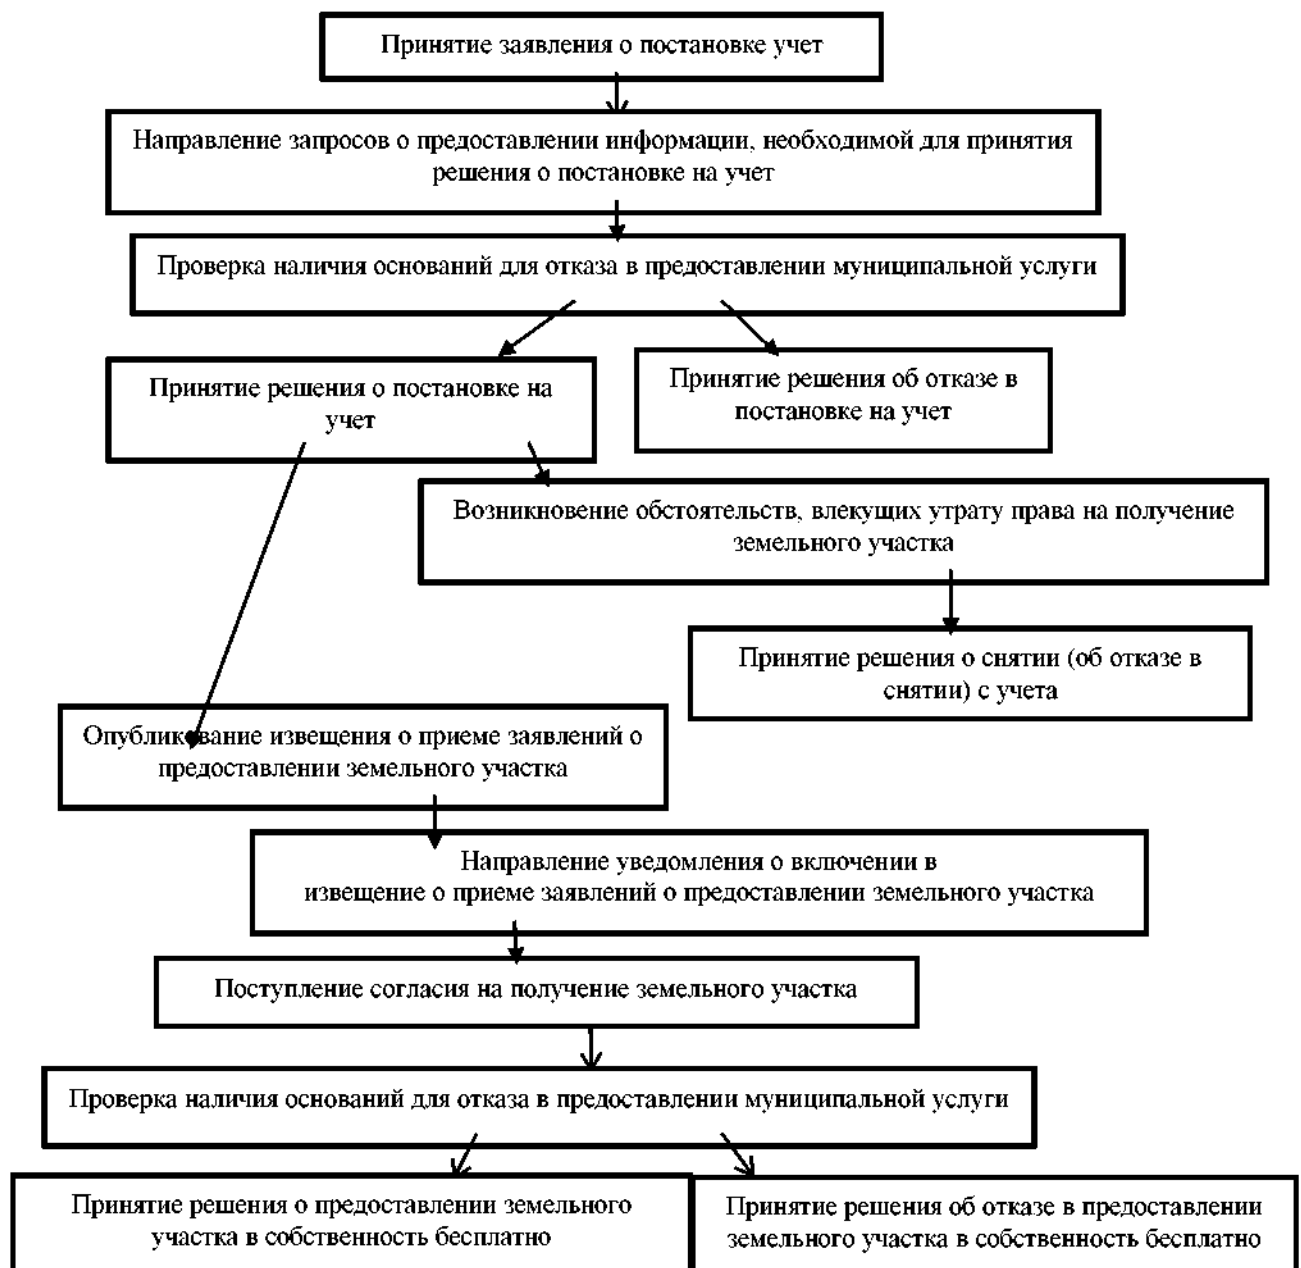 Принятие заявления о постановке учет
Направление запросов о предоставлении информации, необходимой для принятия
решения о постановке на учет
Проверка наличия оснований для отказа в предоставлении муниципальной услуги
Принятие решения о постановке на
учет
Принятие решения об отказе в
постановке на учет
Возникновение обстоятельств, влекущих утрату права на получение
земельного участка
Принятие решения о снятии (об отказе в
снятии) с учета
Опубликование извещения о приеме заявлений о
предоставлении земельного участка
Направление уведомления о включении в
извещение о приеме заявлений о предоставлении земельного участка
Поступление согласия на получение земельного участка
Проверка наличия оснований для отказа в предоставлении муниципальной услуги
Принятие решения о предоставлении земельного
участка в собственность бесплатно
Принятие решения об отказе в предоставлении
земельного участка в собственность бесплатно